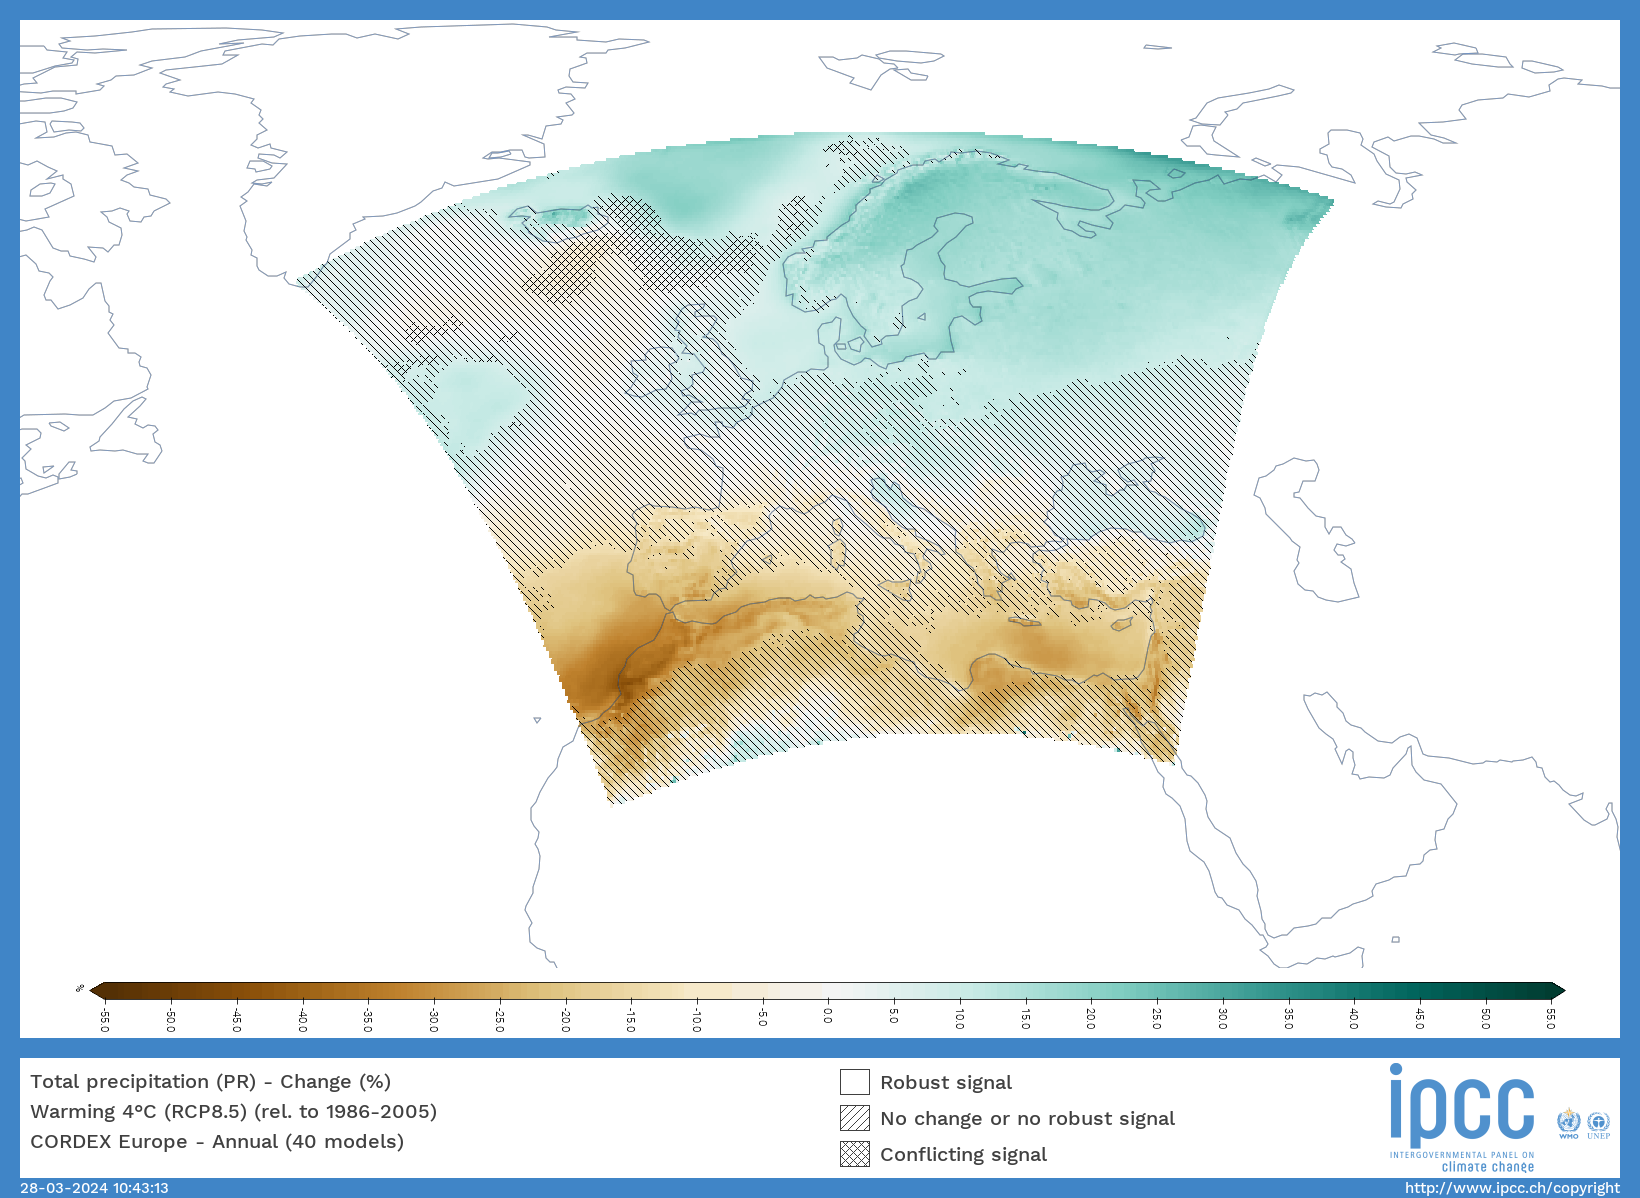 %
-55.0 -50.0 -45.0 -40.0 -35.0 -30.0 -25.0 -20.0 -15.0 -10.0 -5.0 0.0 5.0 10.0 15.0 20.0 25.0 30.0 35.0 40.0 45.0 50.0 55.0
Total precipitation (PR) - Change (%)
Warming 4°C (RCP8.5) (rel. to 1986-2005)
CORDEX Europe - Annual (40 models)
Robust signal
No change or no robust signal
Conflicting signal
ipcc
INTERGOVERNMENTAL PANEL ON
climate change
WMO
UNEP
28-03-2024 10:43:13
http://www.ipcc.ch/copyright